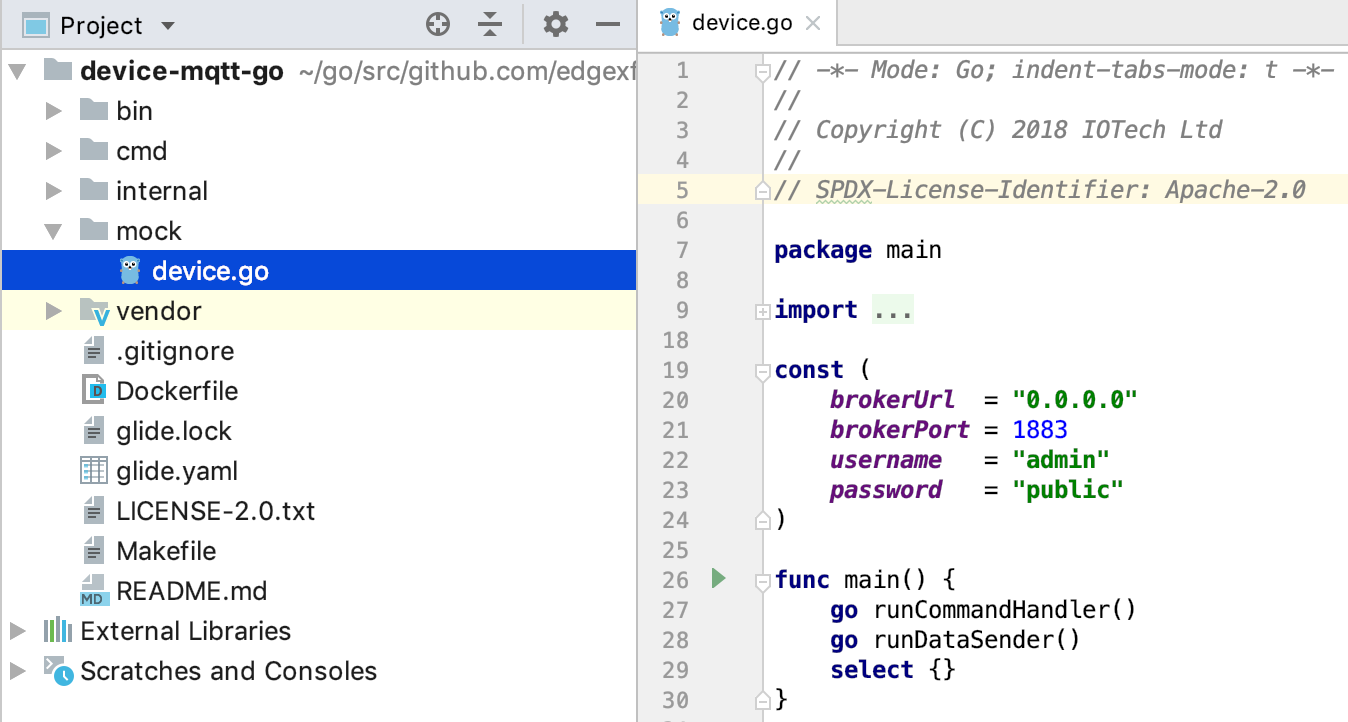 Project
device-mqtt-go ~/go/src/github.com/edgexf
bin
cmd
internal
mock
device.go
vendor
.gitignore
Dockerfile
glide.lock
glide.yaml
LICENSE-2.0.txt
Makefile
MD README.md
External Libraries
Scratches and Consoles
device.go
1 // -*- Mode: Go; indent-tabs-mode: t -*-
2 //
3 // Copyright (C) 2018 IOTech Ltd
4 //
5 // SPDX-License-Identifier: Apache-2.0
6
7 package main
8
9 import ...
18
19 const (
20 brokerUrl = "0.0.0.0"
21 brokerPort = 1883
22 username = "admin"
23 password = "public"
24 )
25
26 func main() {
27 go runCommandHandler()
28 go runDataSender()
29 select {}
30 }